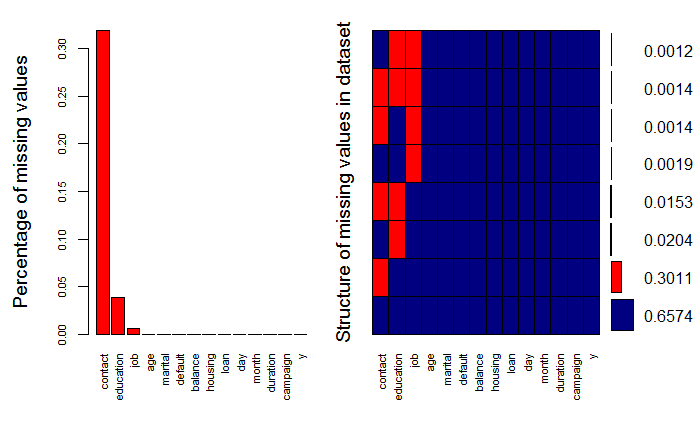 Percentage of missing values
0.30
0.25
0.20
0.15
0.10
0.05
0.00
contact
education
job
age
marital
default
balance
housing
loan
day
month
duration
campaign
y
Structure of missing values in dataset
0.0012
0.0014
0.0014
0.0019
0.0153
0.0204
0.3011
0.6574
contact
education
job
age
marital
default
balance
housing
loan
day
month
duration
campaign
y